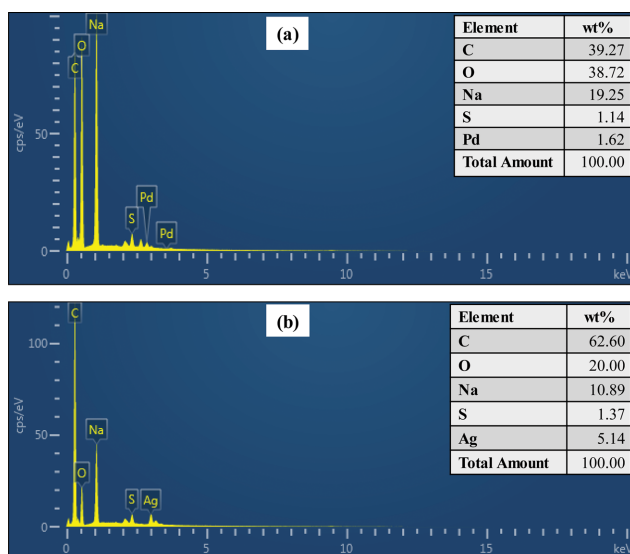 (a)
Na
O
C
S
Pd
Pd
cps/eV
50
0
0
5
10
15
keV
Element wt%
C 39.27
O 38.72
Na 19.25
S 1.14
Pd 1.62
Total Amount 100.00
(b)
C
O
Na
S
Ag
cps/eV
100
50
0
0
5
10
15
keV
Element wt%
C 62.60
O 20.00
Na 10.89
S 1.37
Ag 5.14
Total Amount 100.00